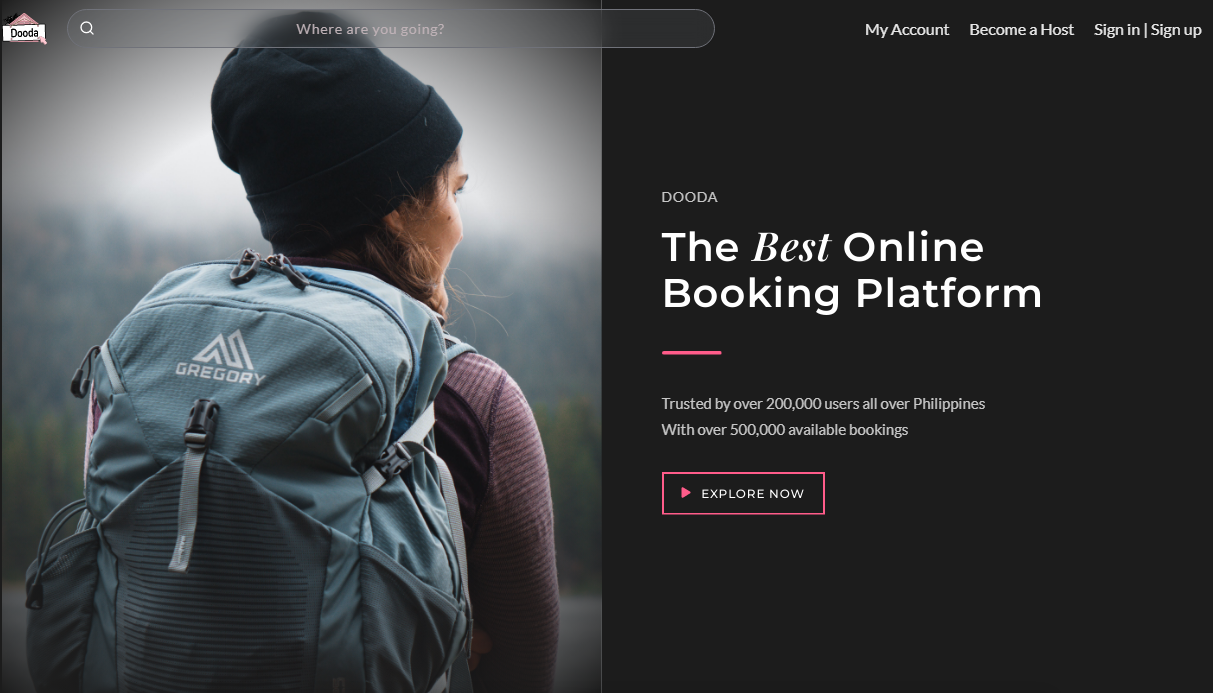 Dooda
Where are you going?
My Account
Become a Host
Sign in | Sign up
GREGORY
DOODA
The Best Online
Booking Platform
Trusted by over 200,000 users all over Philippines
With over 500,000 available bookings
EXPLORE NOW